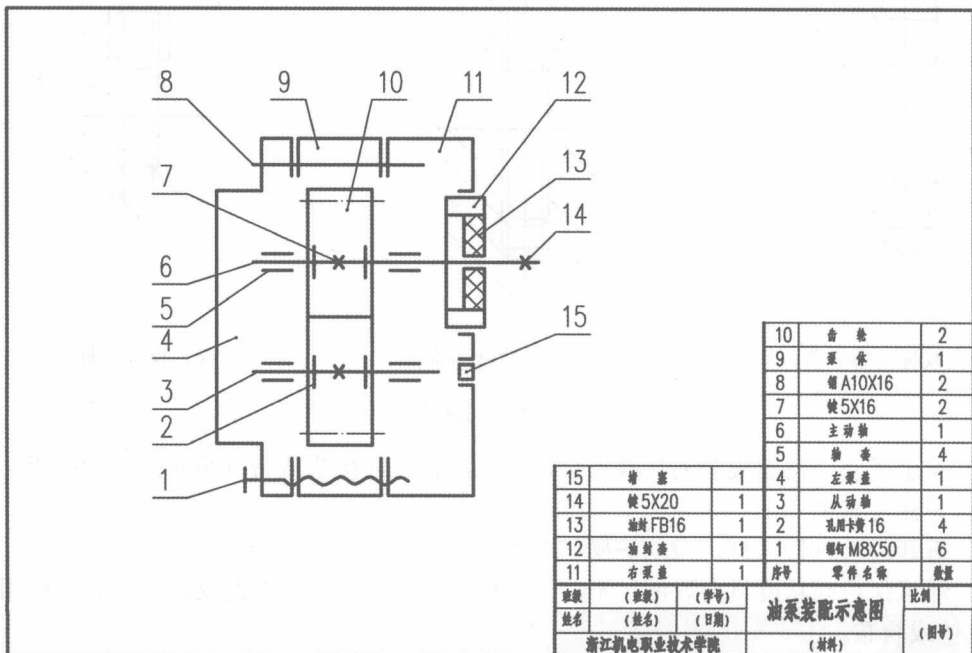 8
9
10
11
12
7
13
14
6
5
4
15
3
2
1
10 齿轮 2
9 泵体 1
8 销A10X16 2
7 键5X16 2
6 主动轴 1
5 轴套 4
15 堵塞 1 4 左泵盖 1
14 键5X20 1 3 从动轴 1
13 油封FB16 1 2 孔用卡簧16 4
12 油封套 1 1 螺钉M8X50 6
11 右泵盖 1 序号 零件名称 数量
班级 (班级) (学号) 油泵装配示意图 比例
姓名 (姓名) (日期) (图号)
浙江机电职业技术学院 (材料)